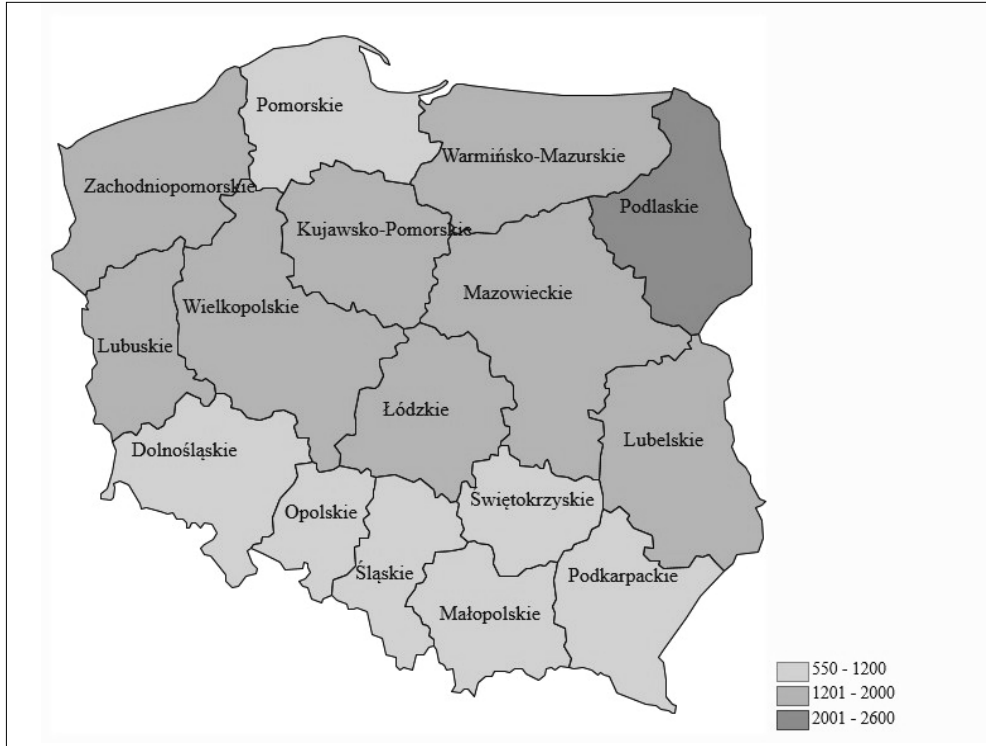 Pomorskie
Warmińsko-Mazurskie
Zachodniopomorskie
Podlaskie
Kujawsko-Pomorskie
Mazowieckie
Wielkopolskie
Lubuskie
Łódzkie
Lubelskie
Dolnośląskie
Świętokrzyskie
Opolskie
Śląskie
Podkarpackie
Małopolskie
550 - 1200
1201 - 2000
2001 - 2600